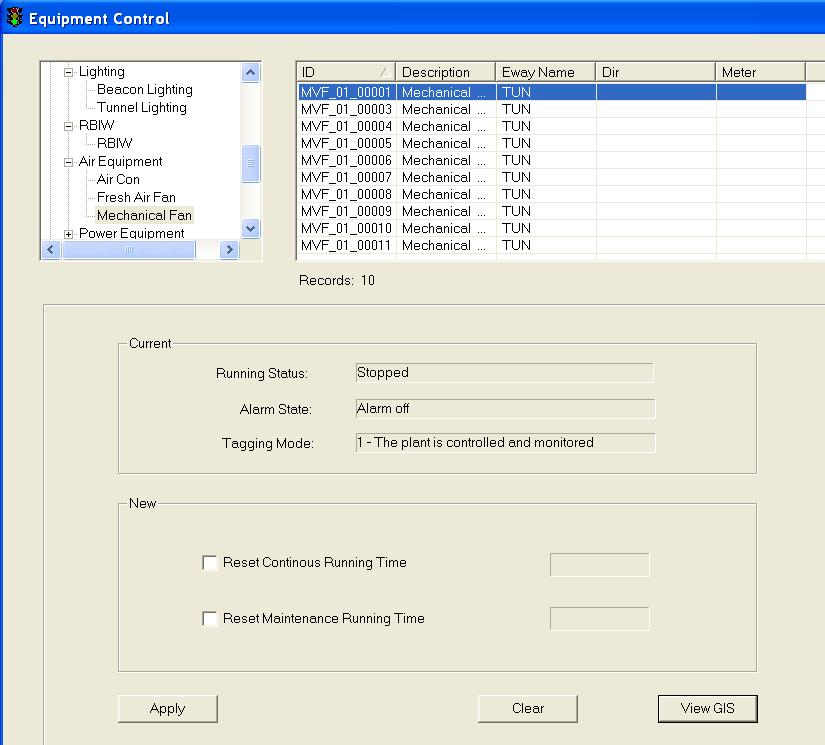 Equipment Control
Lighting
Beacon Lighting
Tunnel Lighting
RBIW
RBIW
Air Equipment
Air Con
Fresh Air Fan
Mechanical Fan
Power Equipment
ID Description Eway Name Dir Meter
MVF_01_00001 Mechanical ... TUN
MVF_01_00003 Mechanical ... TUN
MVF_01_00004 Mechanical ... TUN
MVF_01_00005 Mechanical ... TUN
MVF_01_00006 Mechanical ... TUN
MVF_01_00007 Mechanical ... TUN
MVF_01_00008 Mechanical ... TUN
MVF_01_00009 Mechanical ... TUN
MVF_01_00010 Mechanical ... TUN
MVF_01_00011 Mechanical ... TUN
Records: 10
Current
Running Status: Stopped
Alarm State: Alarm off
Tagging Mode: 1 - The plant is controlled and monitored
New
Reset Continous Running Time
Reset Maintenance Running Time
Apply Clear View GIS